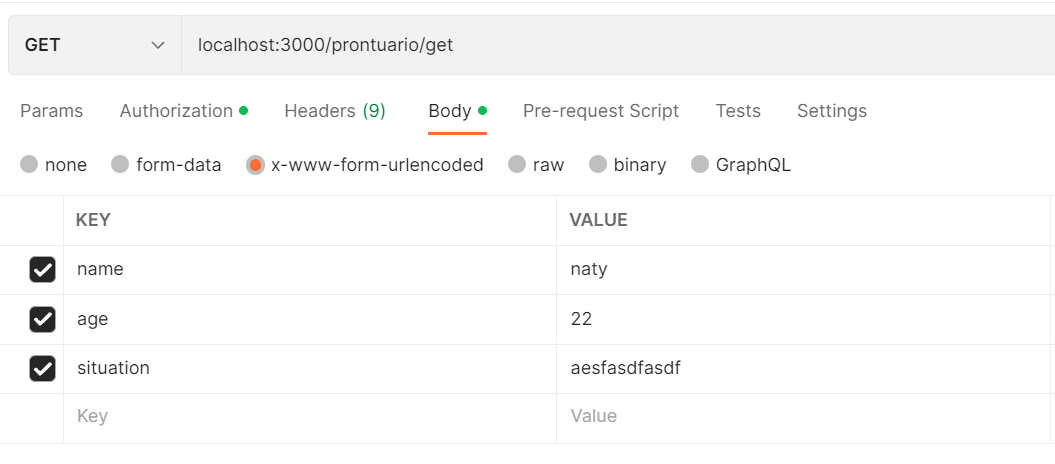 GET localhost:3000/prontuario/get
Params Authorization Headers (9) Body Pre-request Script Tests Settings
none form-data x-www-form-urlencoded raw binary GraphQL
KEY VALUE
name naty
age 22
situation aesfasdfasdf
Key Value